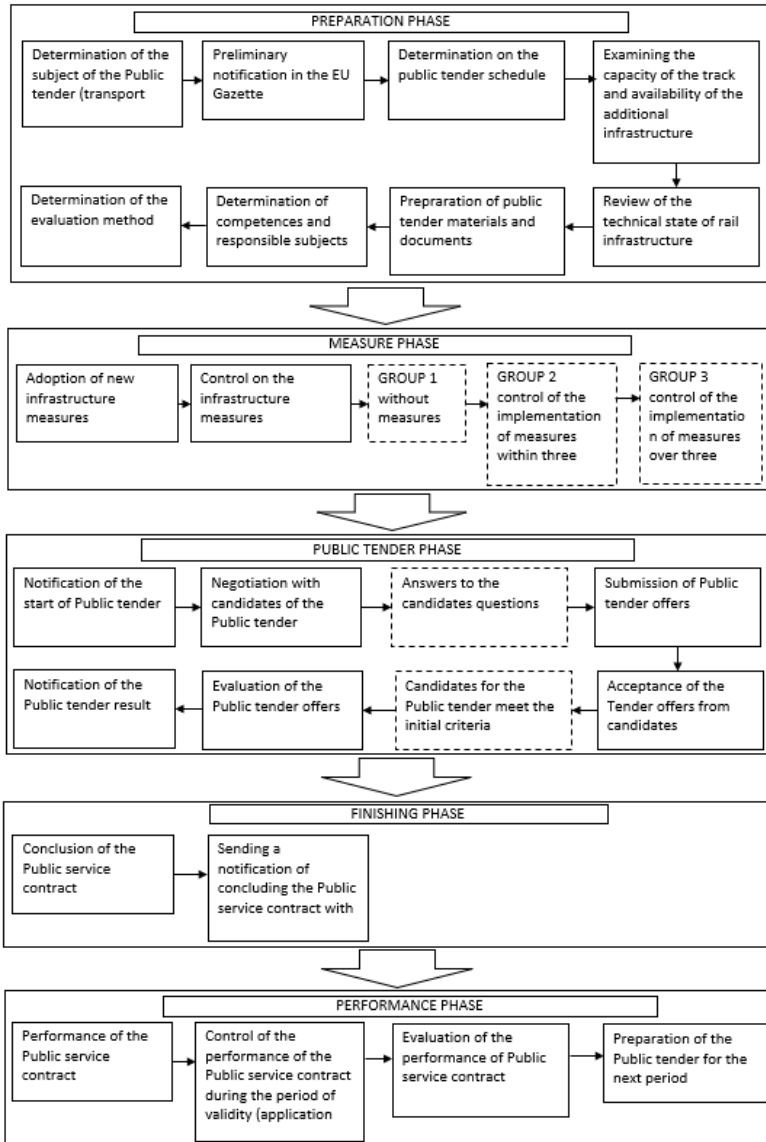 PREPARATION PHASE
Determination of the
subject of the Public
tender (transport
Preliminary
notification in the EU
Gazette
Determination on the
public tender schedule
Examining the
capacity of the track
and availability of the
additional
infrastructure
Determination of the
evaluation method
Determination of
competences and
responsible subjects
Prepraration of public
tender materials and
documents
Review of the
technical state of rail
infrastructure
MEASURE PHASE
Adoption of new
infrastructure
measures
Control on the
infrastructure
measures
GROUP 1
without
measures
GROUP 2
control of the
implementation
of measures
within three
GROUP 3
control of the
implementatio
n of measures
over three
PUBLIC TENDER PHASE
Notification of the
start of Public tender
Negotiation with
candidates of the
Public tender
Answers to the
candidates questions
Submission of Public
tender offers
Notification of the
Public tender result
Evaluation of the
Public tender offers
Candidates for the
Public tender meet the
initial criteria
Acceptance of the
Tender offers from
candidates
FINISHING PHASE
Conclusion of the
Public service
contract
Sending a
notification of
concluding the Public
service contract with
PERFORMANCE PHASE
Performance of the
Public service
contract
Control of the
performance of the
Public service contract
during the period of
validity (application
Evaluation of the
performance of Public
service contract
Preparation of the
Public tender for the
next period